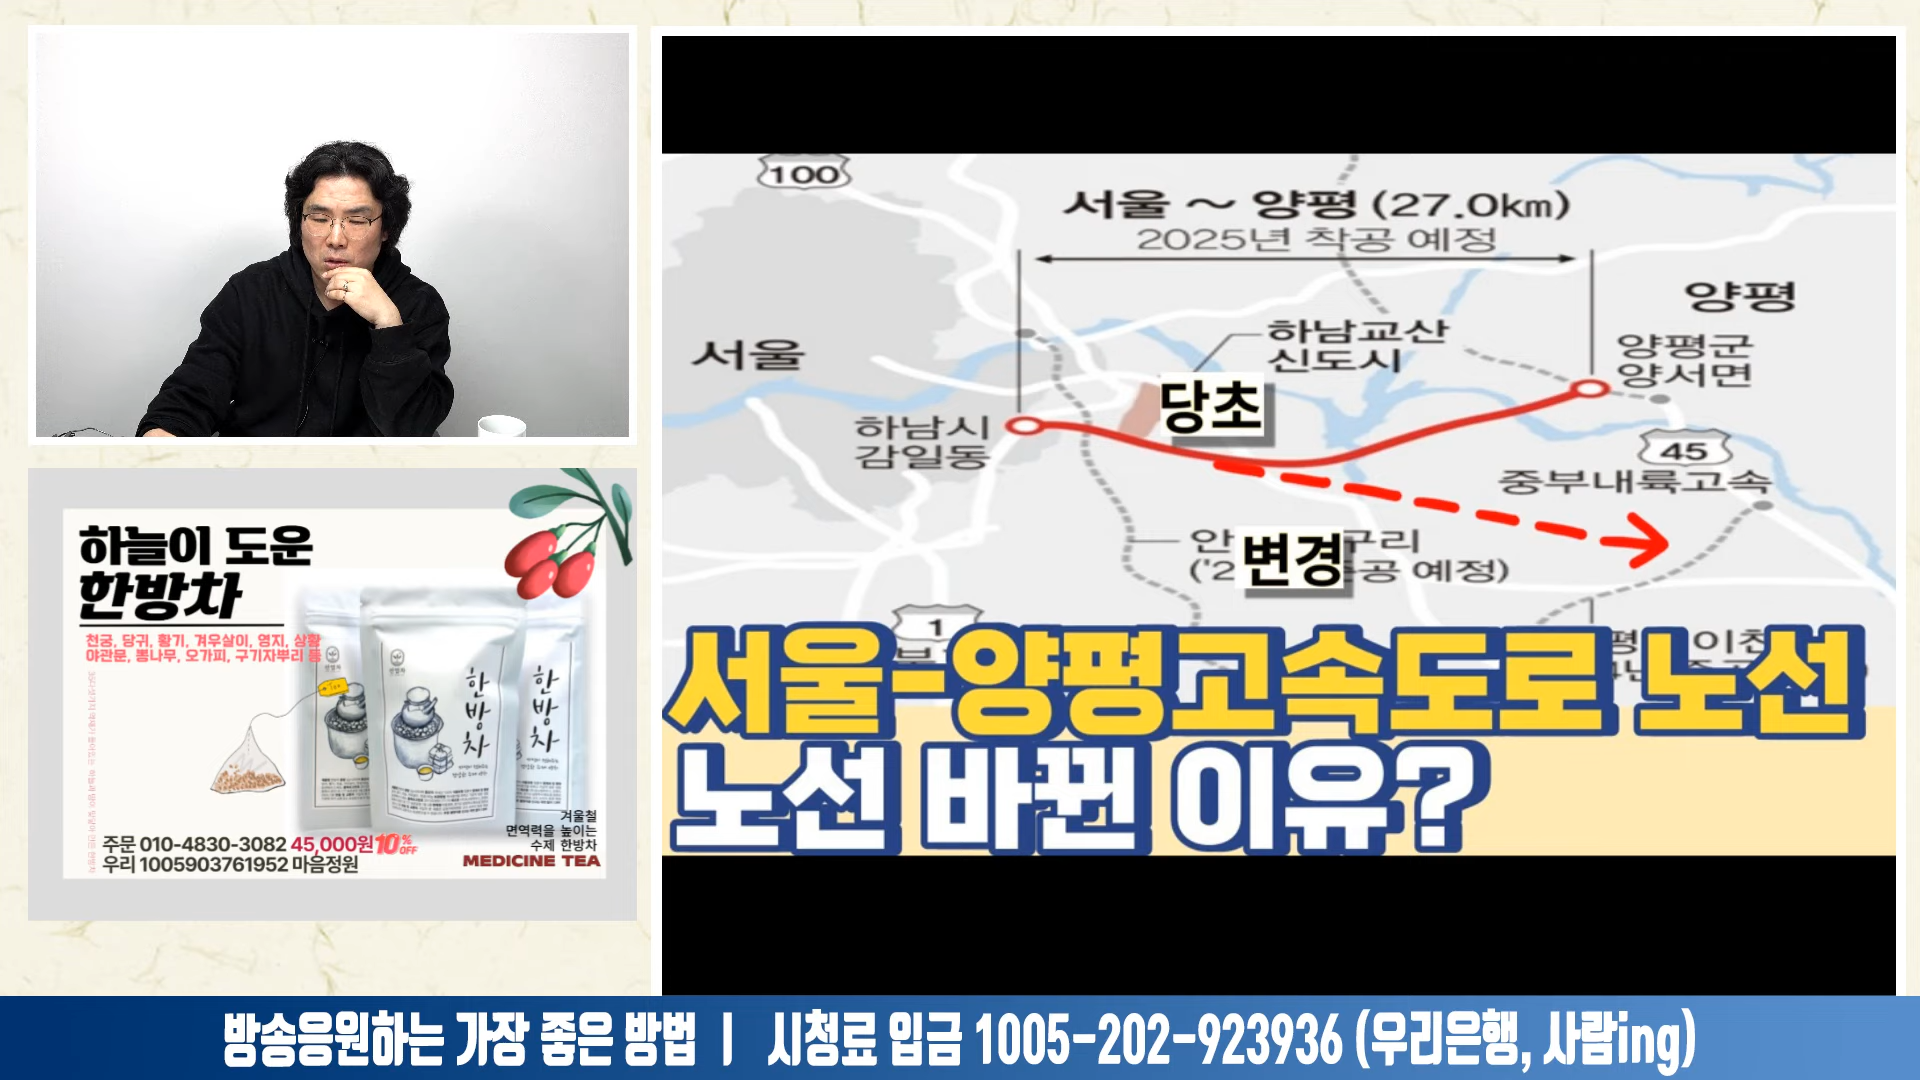 100
서울 ~ 양평 (27.0km)
2025년 착공 예정
양평
서울
하남교산
신도시
양평군
양서면
당초
하남시
감일동
45
중부내륙고속
변경
구리
공 예정)
1
서울-양평고속도로 노선
노선 바뀐 이유?
하늘이 도운
한방차
천궁, 당귀, 황기, 겨우살이, 영지, 상황
야관문, 뽕나무, 오가피, 구기자뿌리 등
한방차
한방차
겨울철
면역력을 높이는
수제 한방차
MEDICINE TEA
주문 010-4830-3082 45,000원 10% OFF
우리 1005903761952 마음정원
방송응원하는 가장 좋은 방법 | 시청료 입금 1005-202-923936 (우리은행, 사람ing)